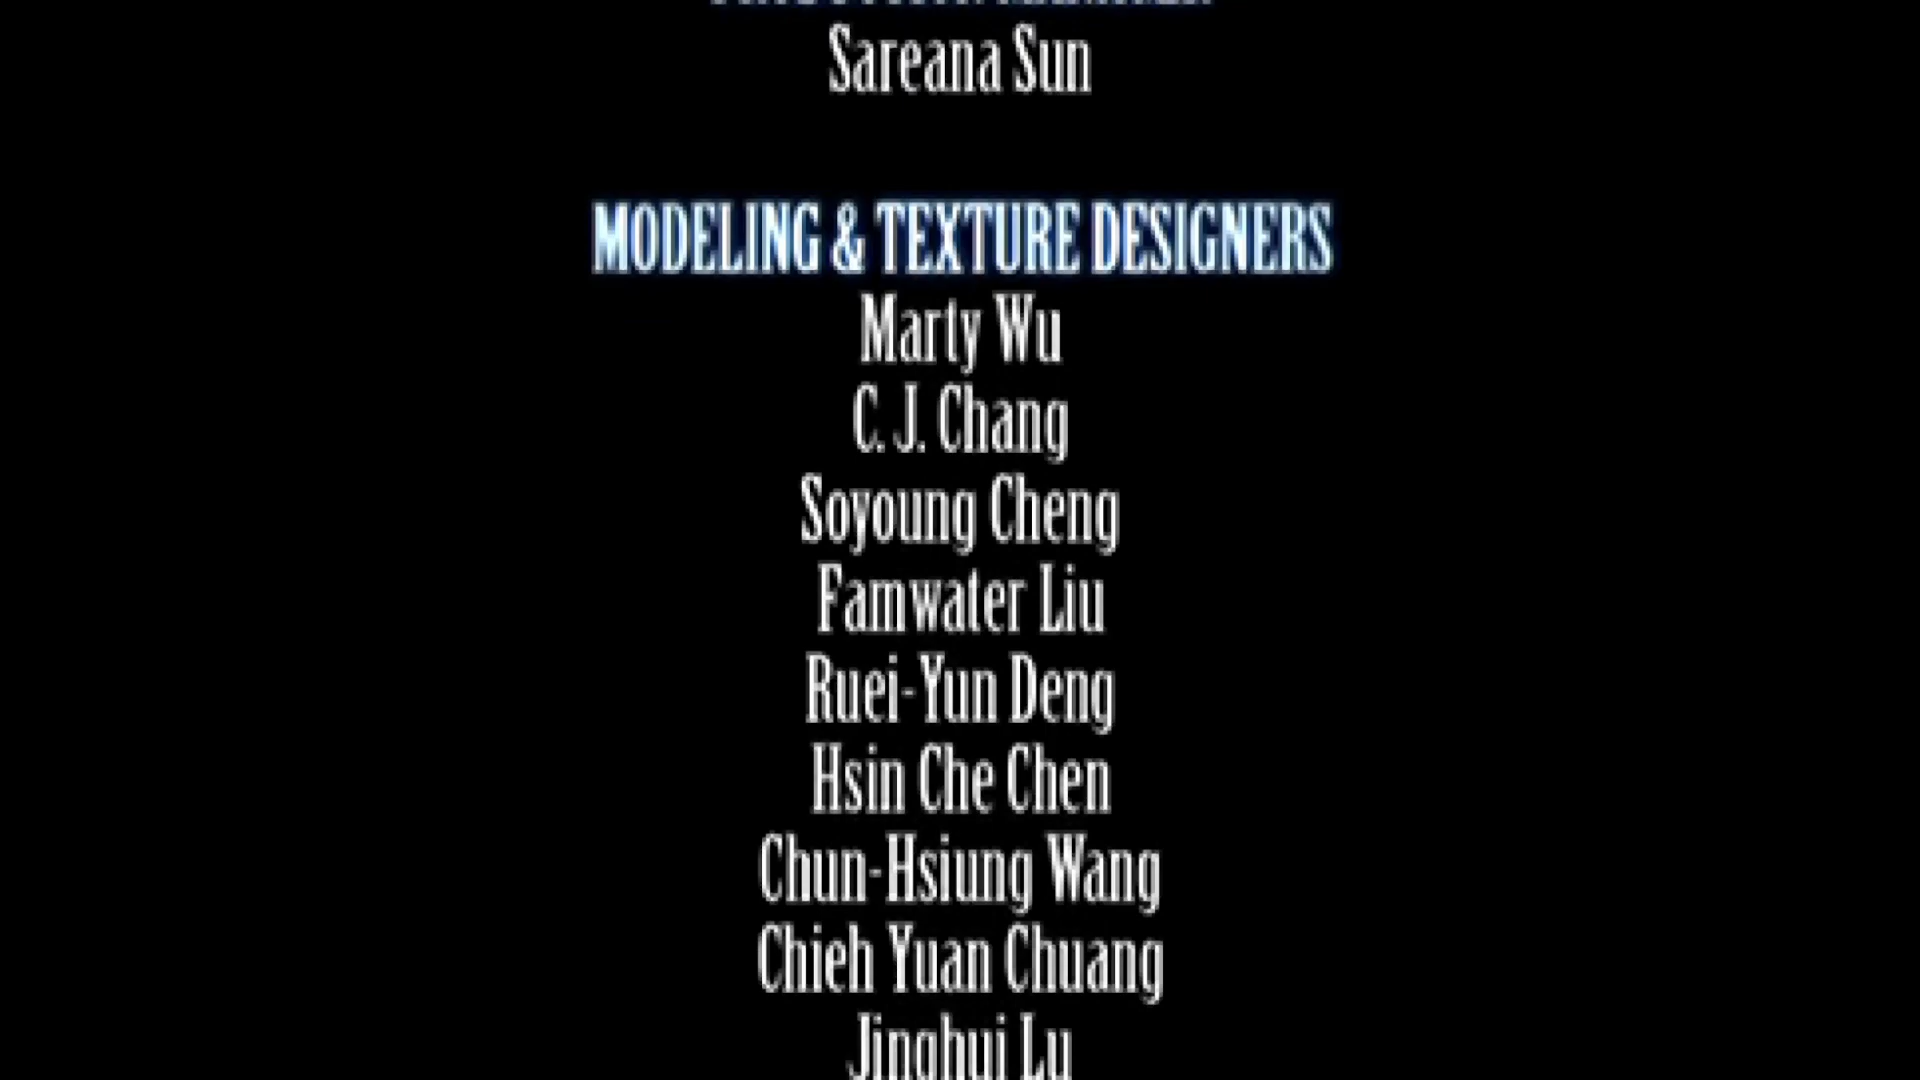 Sareana Sun
MODELING & TEXTURE DESIGNERS
Marty Wu
C. J. Chang
Soyoung Cheng
Famwater Liu
Ruei-Yun Deng
Hsin Che Chen
Chun-Hsiung Wang
Chieh Yuan Chuang
Jinghui Lu